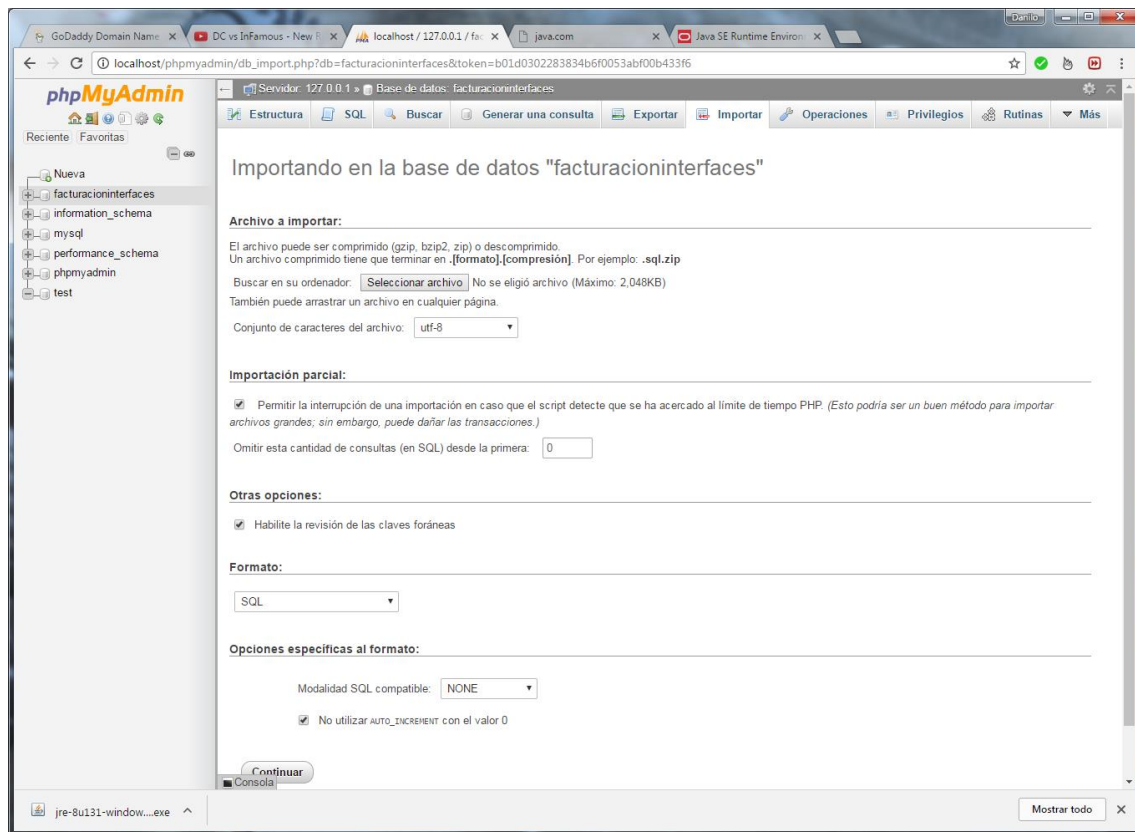 Danilo
GoDaddy Domain Name
DC vs InFamous - New
localhost / 127.0.0.1 / fac
java.com
Java SE Runtime Environ
localhost/phpmyadmin/db_import.php?db=facturacioninterfaces&token=b01d0302283834b6f0053abf00b433f6
phpMyAdmin
Reciente Favoritas
Nueva
facturacioninterfaces
information_schema
mysql
performance_schema
phpmyadmin
test
Servidor: 127.0.0.1 » Base de datos: facturacioninterfaces
Estructura SQL Buscar Generar una consulta Exportar Importar Operaciones Privilegios Rutinas Más
Importando en la base de datos "facturacioninterfaces"
Archivo a importar:
El archivo puede ser comprimido (gzip, bzip2, zip) o descomprimido.
Un archivo comprimido tiene que terminar en .[formato].[compresión]. Por ejemplo: .sql.zip
Buscar en su ordenador: Seleccionar archivo No se eligió archivo (Máximo: 2,048KB)
También puede arrastrar un archivo en cualquier página.
Conjunto de caracteres del archivo: utf-8
Importación parcial:
Permitir la interrupción de una importación en caso que el script detecte que se ha acercado al límite de tiempo PHP. (Esto podría ser un buen método para importar
archivos grandes; sin embargo, puede dañar las transacciones.)
Omitir esta cantidad de consultas (en SQL) desde la primera: 0
Otras opciones:
Habilite la revisión de las claves foráneas
Formato:
SQL
Opciones específicas al formato:
Modalidad SQL compatible: NONE
No utilizar AUTO_INCREMENT con el valor 0
Continuar
Consola
jre-8u131-window....exe
Mostrar todo